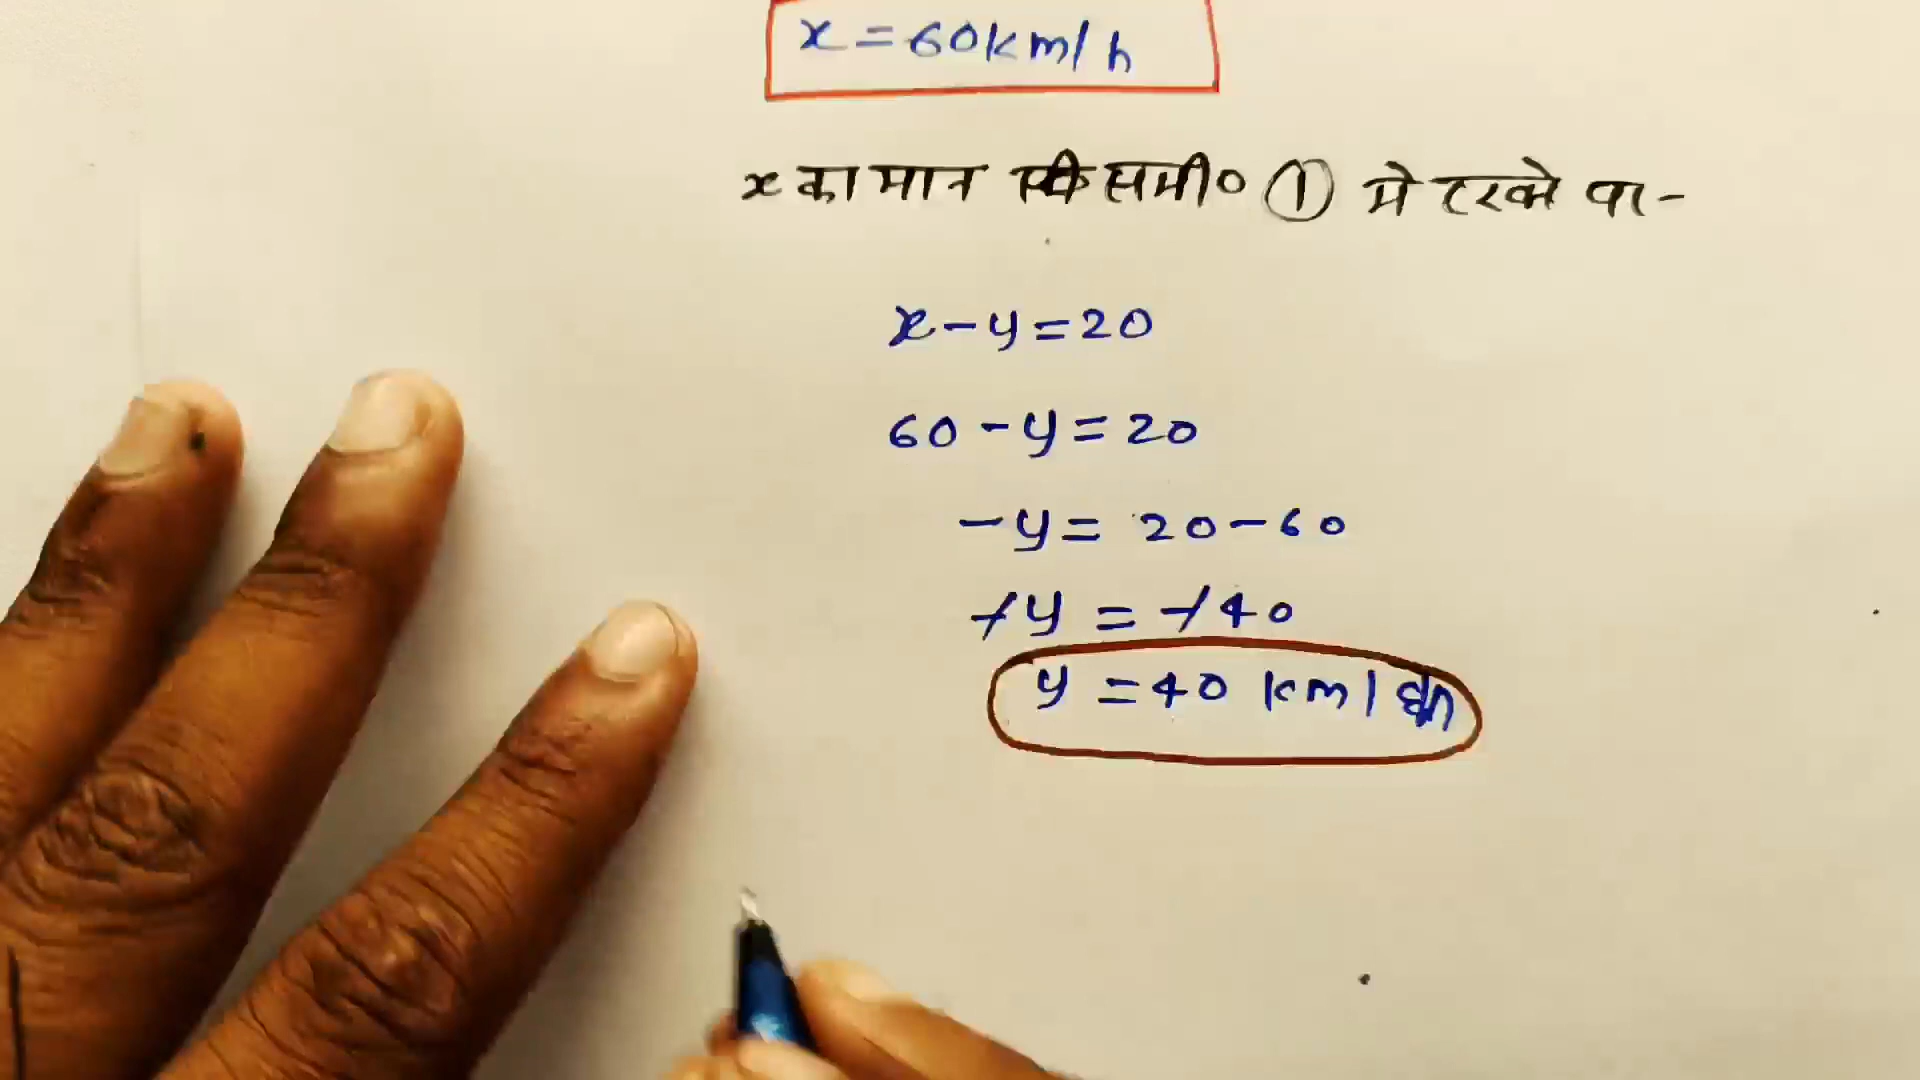 x = 60km/h
x का मान समी० ① मे रखने पर -
x - y = 20
60 - y = 20
- y = 20 - 60
- y = - 40
y = 40 km/h